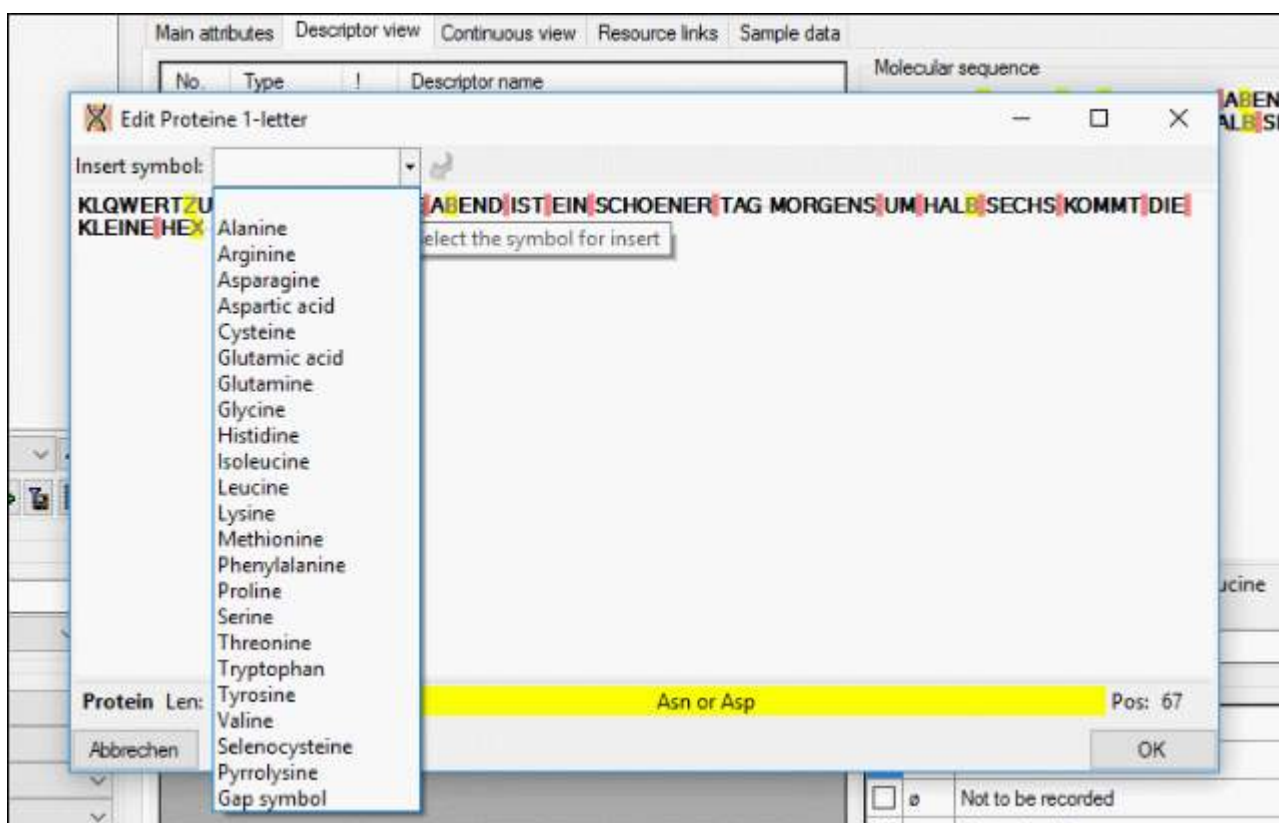 Main attributes Descriptor view Continuous view Resource links Sample data
No. Type ! Descriptor name
Molecular sequence
Edit Proteine 1-letter
Insert symbol:
KLQWERTZU ABEND IST EIN SCHOENER TAG MORGENS UM HALB SECHS KOMMT DIE
KLEINE HEX
select the symbol for insert
Alanine
Arginine
Asparagine
Aspartic acid
Cysteine
Glutamic acid
Glutamine
Glycine
Histidine
Isoleucine
Leucine
Lysine
Methionine
Phenylalanine
Proline
Serine
Threonine
Tryptophan
Tyrosine
Valine
Selenocysteine
Pyrrolysine
Gap symbol
Protein Len:
Asn or Asp
Pos: 67
Abbrechen
OK
ø Not to be recorded